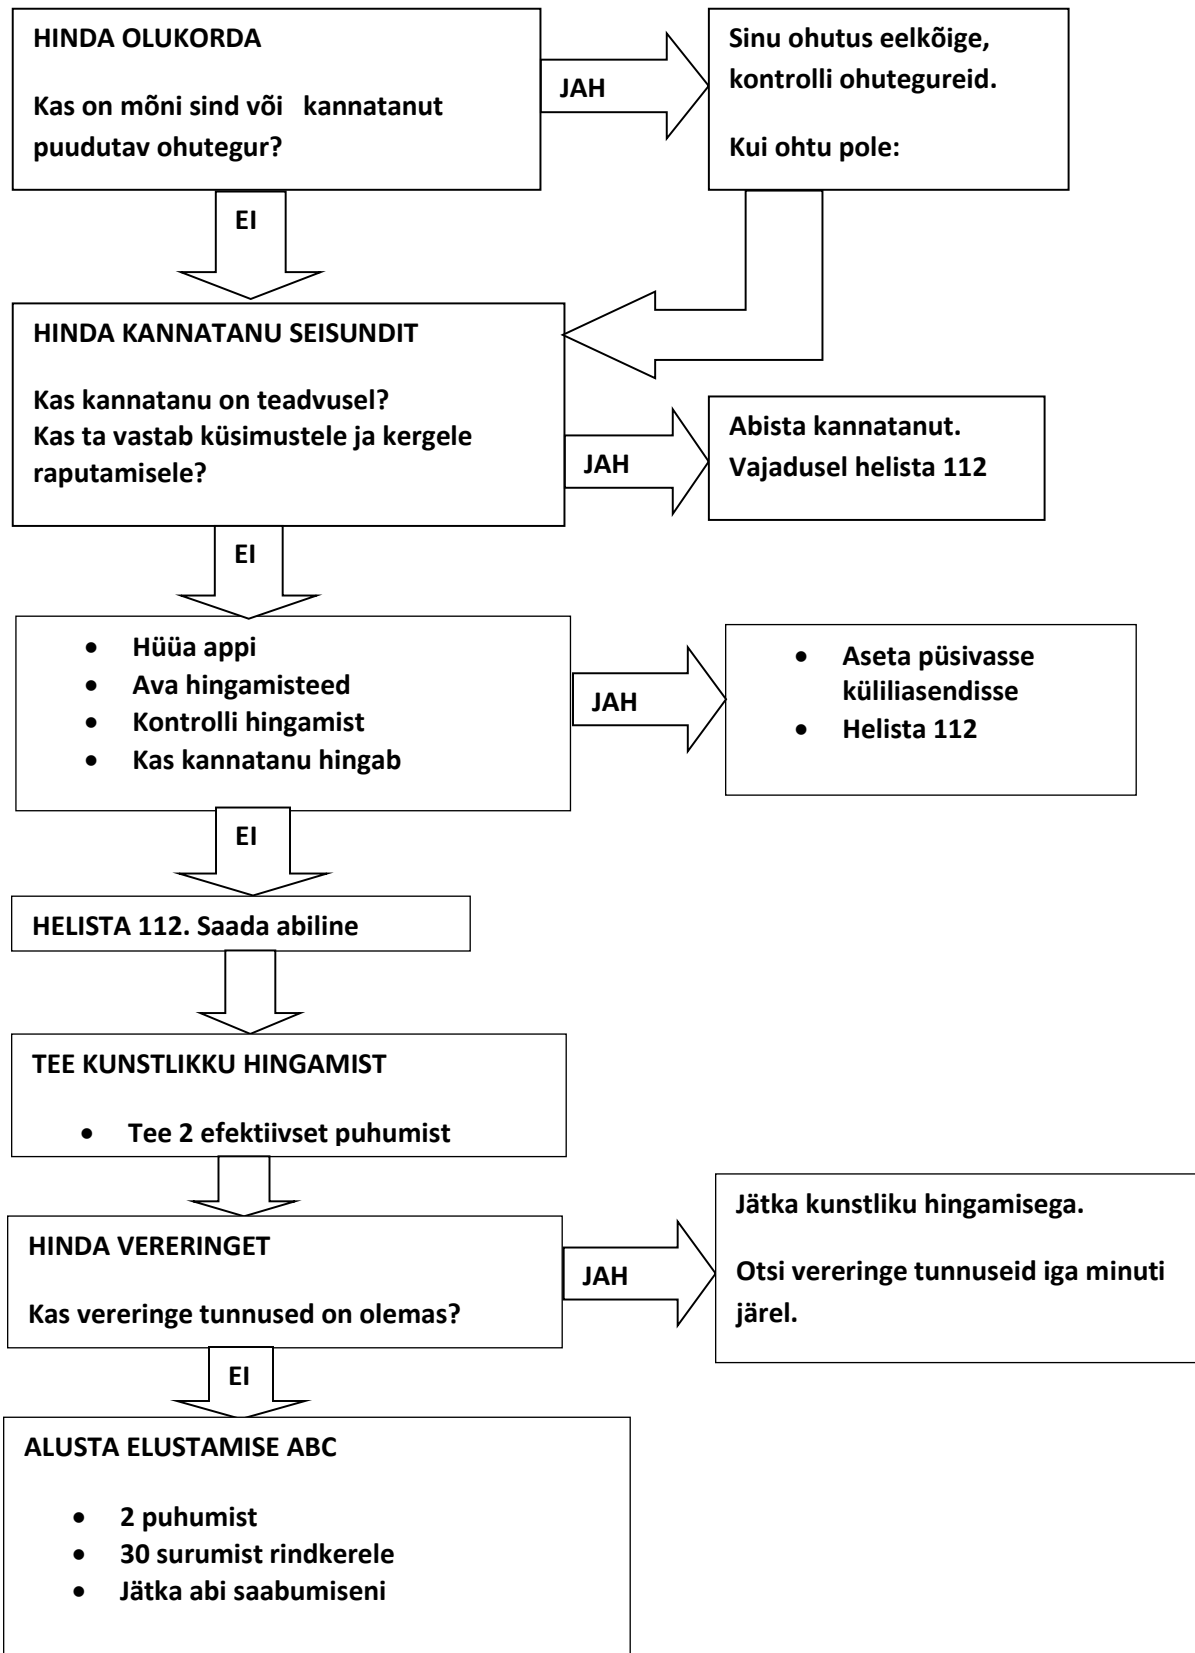 HINDA OLUKORDA
Kas on mõni sind või kannatanut
puudutav ohutegur?
JAH
Sinu ohutus eelkõige,
kontrolli ohutegureid.
Kui ohtu pole:
EI
HINDA KANNATANU SEISUNDIT
Kas kannatanu on teadvusel?
Kas ta vastab küsimustele ja kergele
raputamisele?
JAH
Abista kannatanut.
Vajadusel helista 112
EI
• Hüüa appi
• Ava hingamisteed
• Kontrolli hingamist
• Kas kannatanu hingab
JAH
• Aseta püsivasse
küliliasendisse
• Helista 112
EI
HELISTA 112. Saada abiline
TEE KUNSTLIKKU HINGAMIST
• Tee 2 efektiivset puhumist
HINDA VERERINGET
Kas vereringe tunnused on olemas?
JAH
Jätka kunstliku hingamisega.
Otsi vereringe tunnuseid iga minuti
järel.
EI
ALUSTA ELUSTAMISE ABC
• 2 puhumist
• 30 surumist rindkerele
• Jätka abi saabumiseni